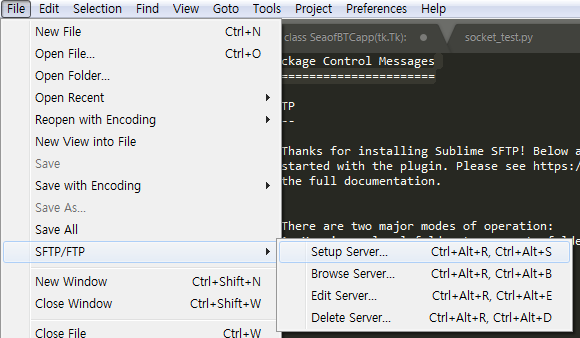 File Edit Selection Find View Goto Tools Project Preferences Help
class SeaofBTCapp(tk.Tk): socket_test.py
New File Ctrl+N
Open File... Ctrl+O
Open Folder...
Open Recent
Reopen with Encoding
New View into File
Save
Save with Encoding
Save As...
Save All
SFTP/FTP
New Window Ctrl+Shift+N
Close Window Ctrl+Shift+W
Close File Ctrl+W
ckage Control Messages
======================
TP
--
Thanks for installing Sublime SFTP! Below a
started with the plugin. Please see https:/
the full documentation.
There are two major modes of operation:
Setup Server... Ctrl+Alt+R, Ctrl+Alt+S
Browse Server... Ctrl+Alt+R, Ctrl+Alt+B
Edit Server... Ctrl+Alt+R, Ctrl+Alt+E
Delete Server... Ctrl+Alt+R, Ctrl+Alt+D